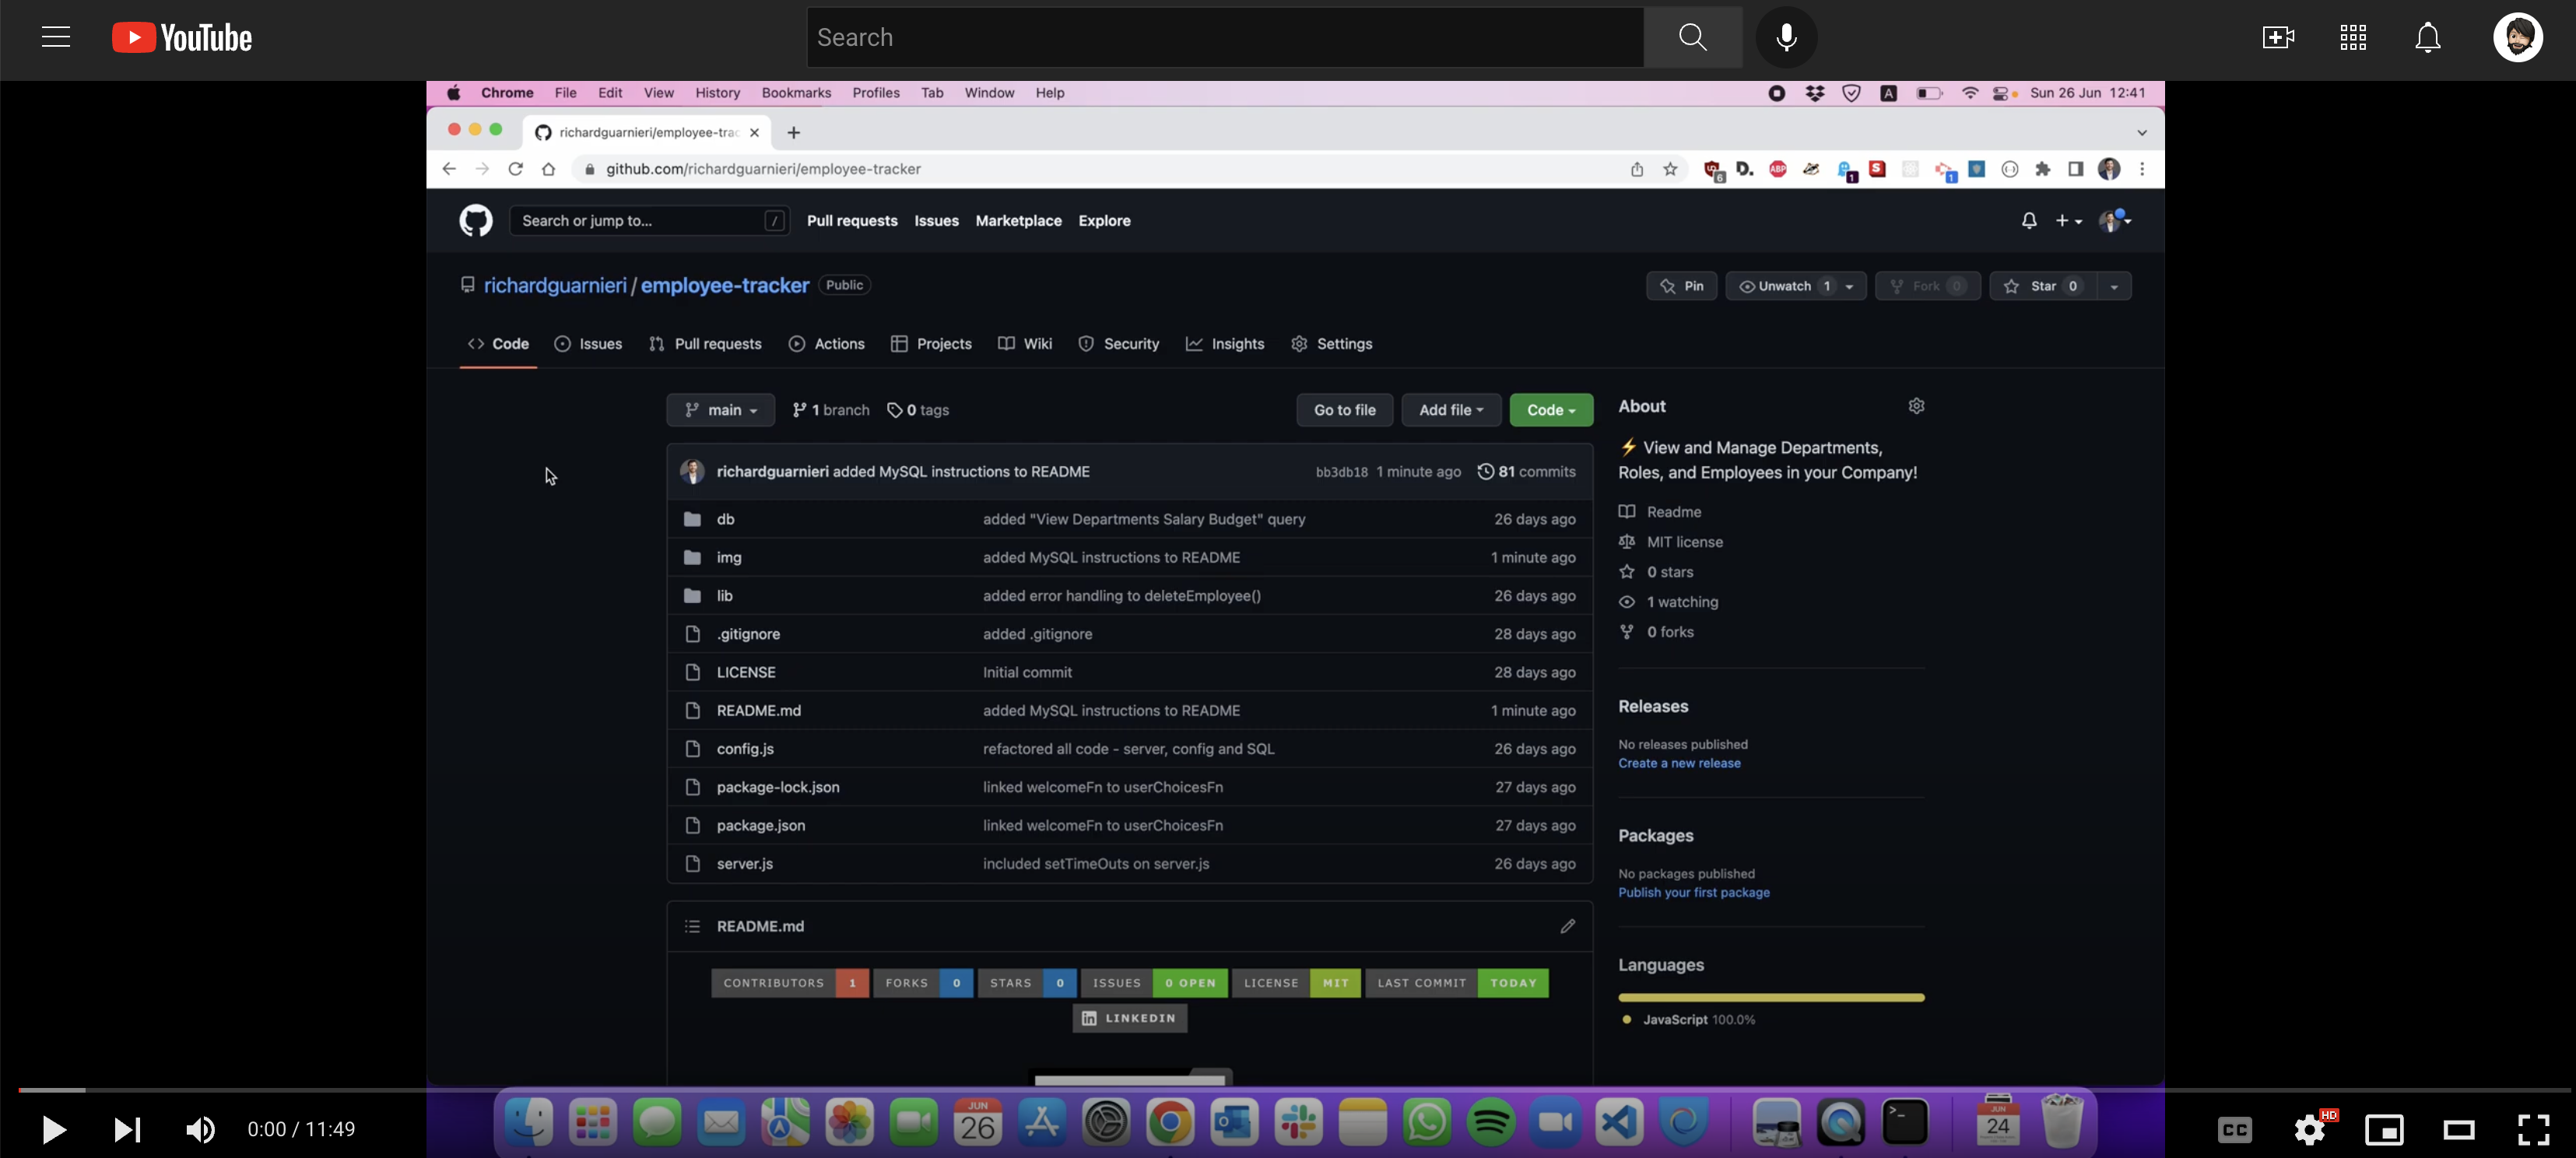 YouTube
Search
Chrome File Edit View History Bookmarks Profiles Tab Window Help
A
Sun 26 Jun 12:41
richardguarnieri/employee-trac
github.com/richardguarnieri/employee-tracker
6 D. ABP 1 S 1
Search or jump to... /
Pull requests Issues Marketplace Explore
richardguarnieri / employee-tracker Public
Pin Unwatch 1 Fork 0 Star 0
Code Issues Pull requests Actions Projects Wiki Security Insights Settings
main 1 branch 0 tags Go to file Add file Code
richardguarnieri added MySQL instructions to README bb3db18 1 minute ago 81 commits
db added "View Departments Salary Budget" query 26 days ago
img added MySQL instructions to README 1 minute ago
lib added error handling to deleteEmployee() 26 days ago
.gitignore added .gitignore 28 days ago
LICENSE Initial commit 28 days ago
README.md added MySQL instructions to README 1 minute ago
config.js refactored all code - server, config and SQL 26 days ago
package-lock.json linked welcomeFn to userChoicesFn 27 days ago
package.json linked welcomeFn to userChoicesFn 27 days ago
server.js included setTimeOuts on server.js 26 days ago
README.md
CONTRIBUTORS 1 FORKS 0 STARS 0 ISSUES 0 OPEN LICENSE MIT LAST COMMIT TODAY
in LINKEDIN
About
⚡ View and Manage Departments,
Roles, and Employees in your Company!
Readme
MIT license
0 stars
1 watching
0 forks
Releases
No releases published
Create a new release
Packages
No packages published
Publish your first package
Languages
JavaScript 100.0%
JUN
26
JUN
24
0:00 / 11:49
CC
HD